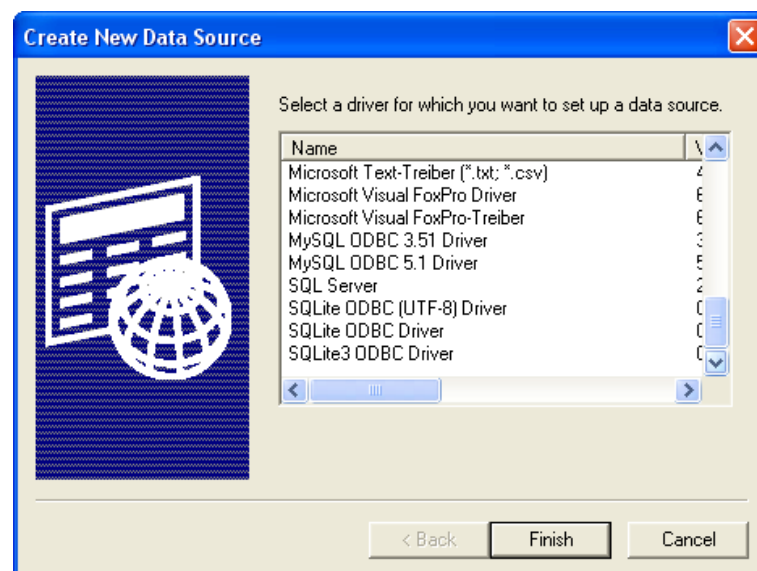 Create New Data Source
Select a driver for which you want to set up a data source.
Name
Microsoft Text-Treiber (*.txt; *.csv)
Microsoft Visual FoxPro Driver
Microsoft Visual FoxPro-Treiber
MySQL ODBC 3.51 Driver
MySQL ODBC 5.1 Driver
SQL Server
SQLite ODBC (UTF-8) Driver
SQLite ODBC Driver
SQLite3 ODBC Driver
< Back Finish Cancel